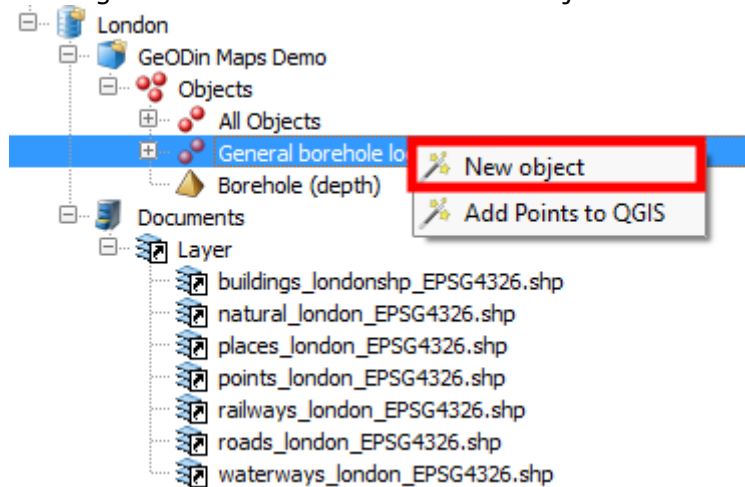 London
GeODin Maps Demo
Objects
All Objects
General borehole
New object
Borehole (depth)
Add Points to QGIS
Documents
Layer
buildings_londonshp_EPSG4326.shp
natural_london_EPSG4326.shp
places_london_EPSG4326.shp
points_london_EPSG4326.shp
railways_london_EPSG4326.shp
roads_london_EPSG4326.shp
waterways_london_EPSG4326.shp